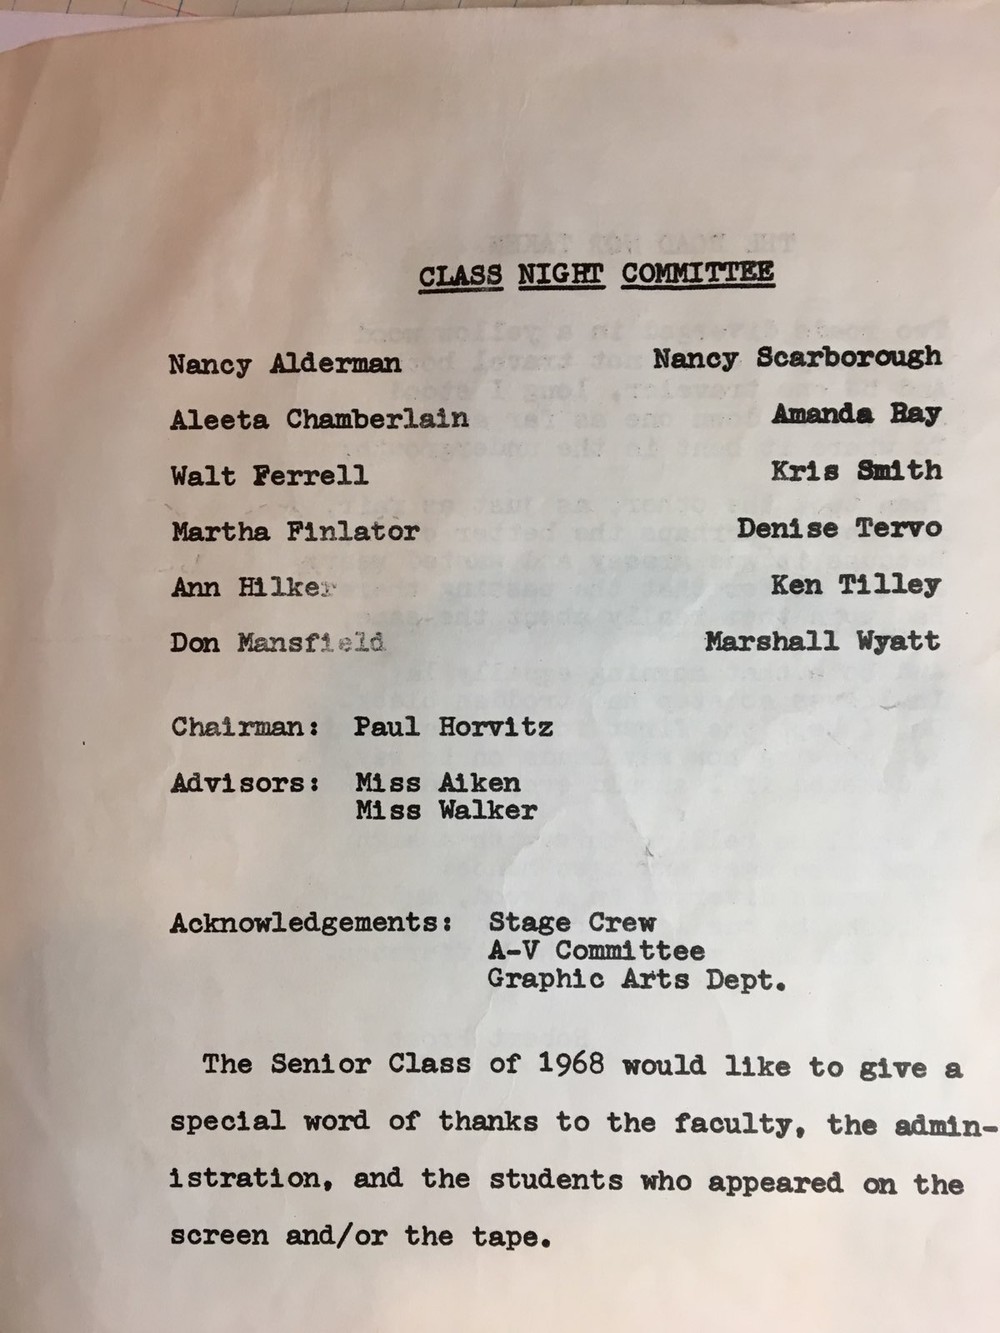 CLASS NIGHT COMMITTEE
Nancy Alderman Nancy Scarborough
Aleeta Chamberlain Amanda Ray
Walt Ferrell Kris Smith
Martha Finlator Denise Tervo
Ann Hilker Ken Tilley
Don Mansfield Marshall Wyatt
Chairman: Paul Horvitz
Advisors: Miss Aiken
Miss Walker
Acknowledgements: Stage Crew
A-V Committee
Graphic Arts Dept.
The Senior Class of 1968 would like to give a
special word of thanks to the faculty, the admin-
istration, and the students who appeared on the
screen and/or the tape.